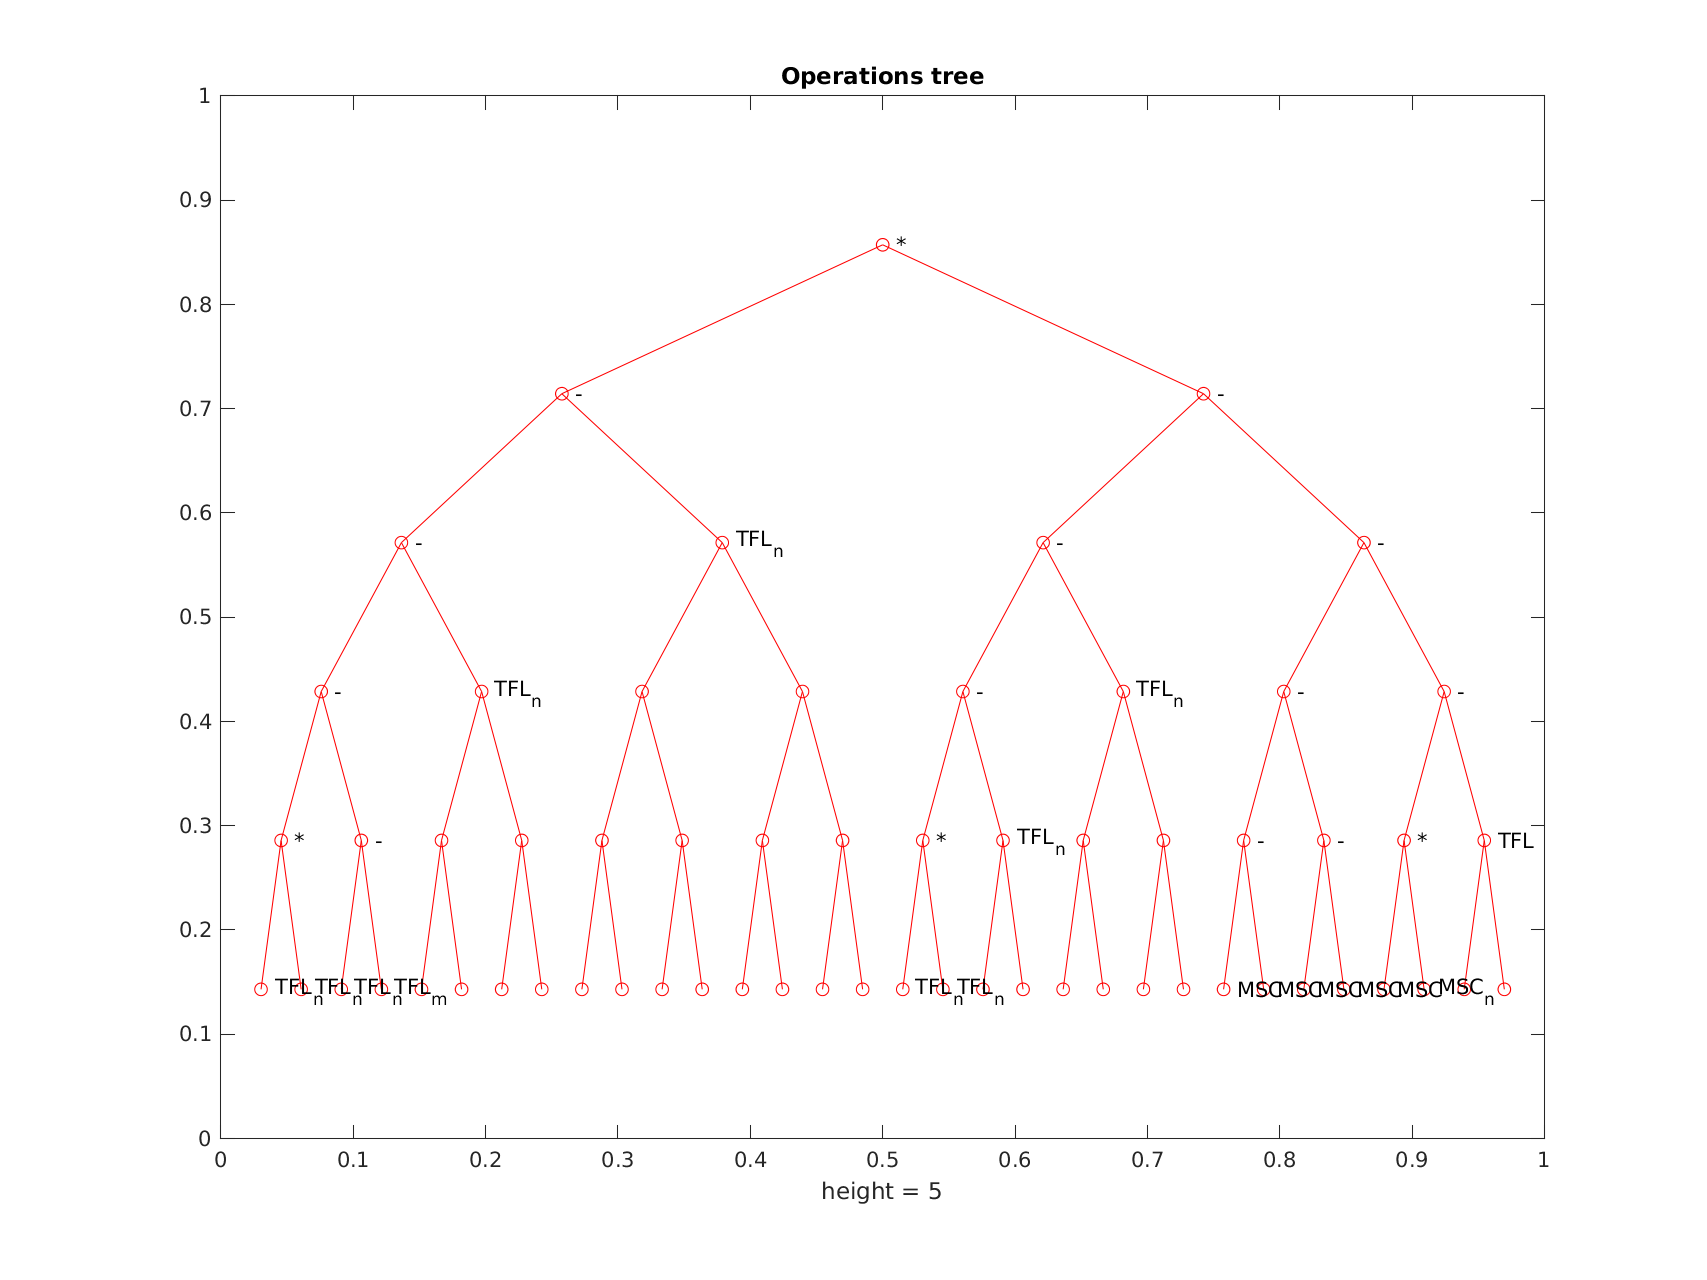 Operations tree
1
0.9
*
0.8
- -
0.7
0.6
- TFLn - -
0.5
- TFLn - TFLn - -
0.4
0.3
* - * TFLn - - * TFL
0.2
TFLn TFLn TFLn TFLm TFLn TFLn MSC MSC MSC MSC MSC MSCn
0.1
0
0 0.1 0.2 0.3 0.4 0.5 0.6 0.7 0.8 0.9 1
height = 5